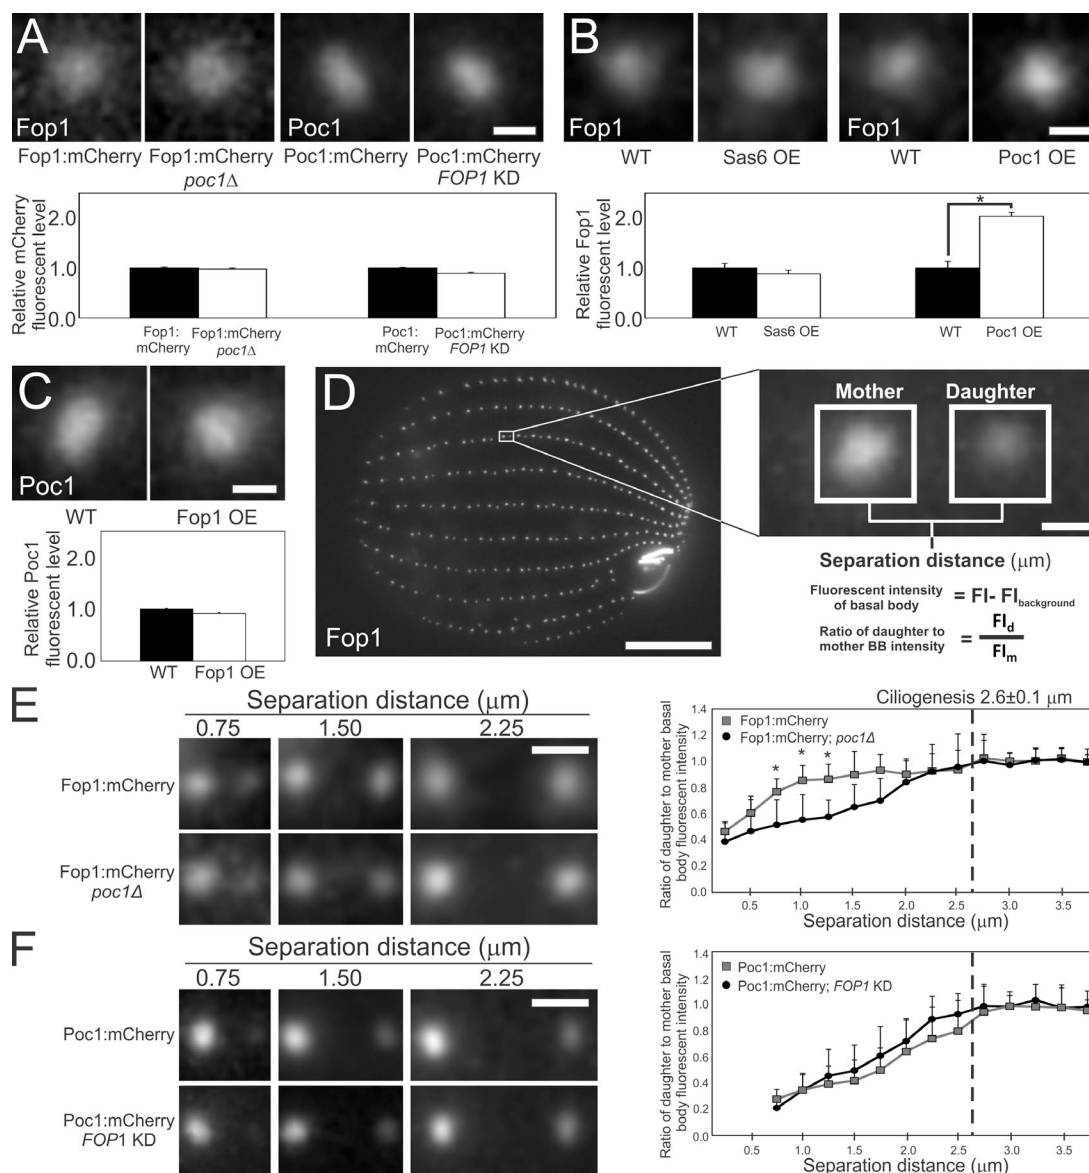 A
B
Fop1
Poc1
Fop1
Fop1
Fop1:mCherry
Fop1:mCherry
poc1Δ
Poc1:mCherry
Poc1:mCherry
FOP1 KD
WT
Sas6 OE
WT
Poc1 OE
Relative mCherry
fluorescent level
2.0
1.0
0.0
Fop1:
mCherry
Fop1:mCherry
poc1Δ
Poc1:
mCherry
Poc1:mCherry
FOP1 KD
Relative Fop1
fluorescent level
2.0
1.0
0.0
*
WT
Sas6 OE
WT
Poc1 OE
C
Poc1
WT
Fop1 OE
Relative Poc1
fluorescent level
2.0
1.0
0.0
WT
Fop1 OE
D
Fop1
Mother
Daughter
Separation distance (μm)
Fluorescent intensity
of basal body
= FI- FIbackground
Ratio of daughter to
mother BB intensity
=
FId
FIm
E
Separation distance (μm)
0.75
1.50
2.25
Fop1:mCherry
Fop1:mCherry
poc1Δ
Ciliogenesis 2.6±0.1 μm
Fop1:mCherry
Fop1:mCherry; poc1Δ
* * *
Ratio of daughter to mother basal
body fluorescent intensity
1.4
1.2
1.0
0.8
0.6
0.4
0.2
0.0
0.5 1.0 1.5 2.0 2.5 3.0 3.5
Separation distance (μm)
F
Separation distance (μm)
0.75
1.50
2.25
Poc1:mCherry
Poc1:mCherry
FOP1 KD
Poc1:mCherry
Poc1:mCherry; FOP1 KD
Ratio of daughter to mother basal
body fluorescent intensity
1.4
1.2
1.0
0.8
0.6
0.4
0.2
0.0
0.5 1.0 1.5 2.0 2.5 3.0 3.5
Separation distance (μm)